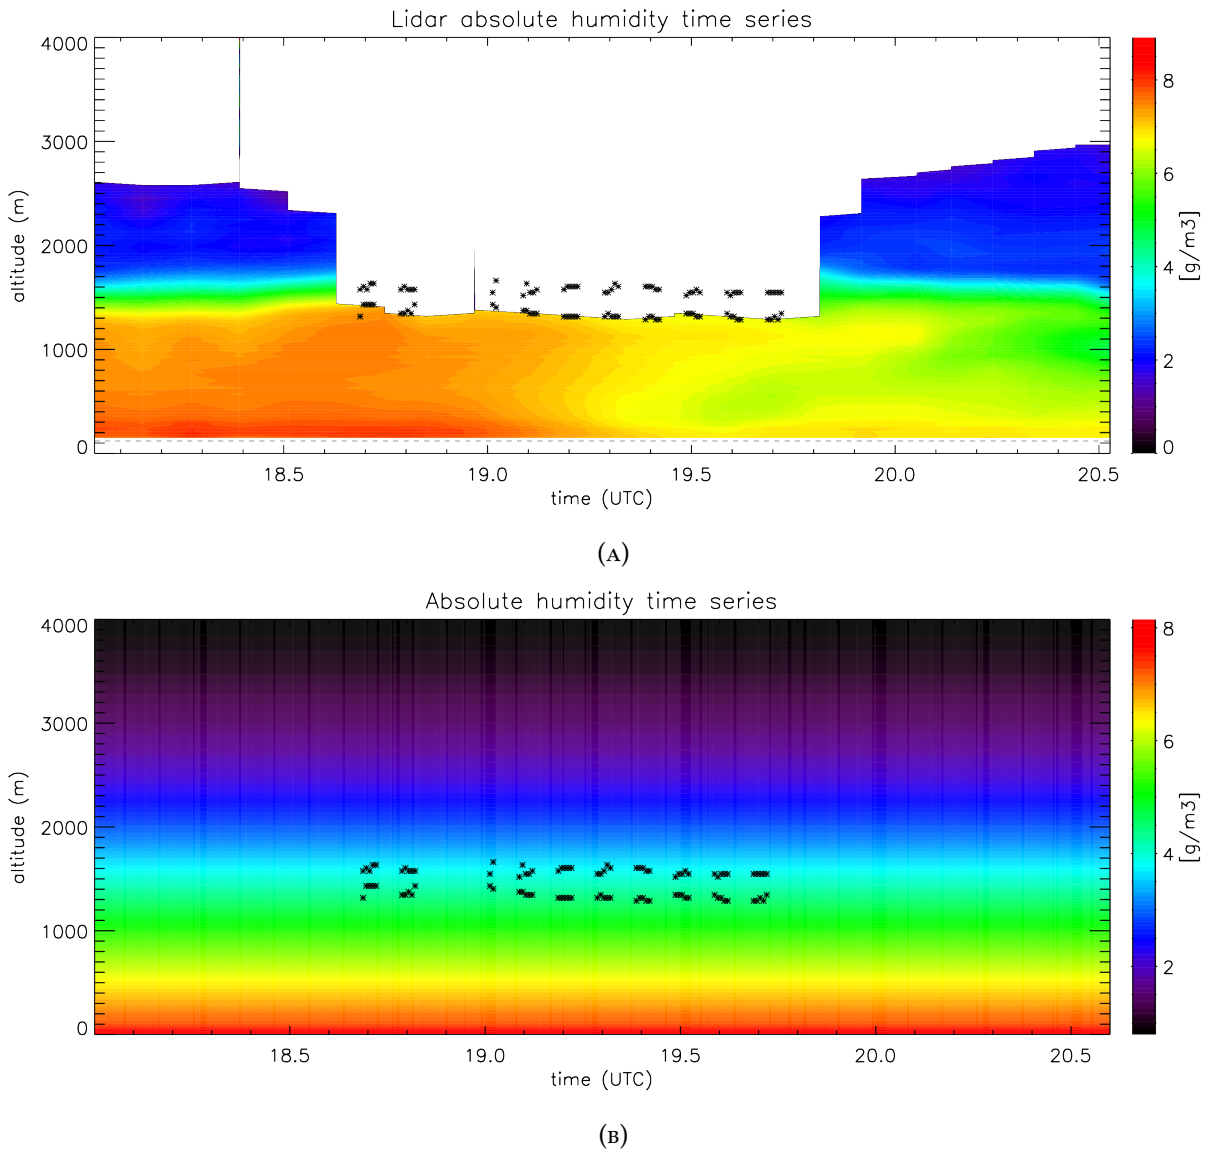 Lidar absolute humidity time series
4000
3000
2000
1000
0
altitude (m)
18.5
19.0
19.5
20.0
20.5
time (UTC)
8
6
4
2
0
[g/m3]
(A)
Absolute humidity time series
4000
3000
2000
1000
0
altitude (m)
18.5
19.0
19.5
20.0
20.5
time (UTC)
8
6
4
2
[g/m3]
(B)